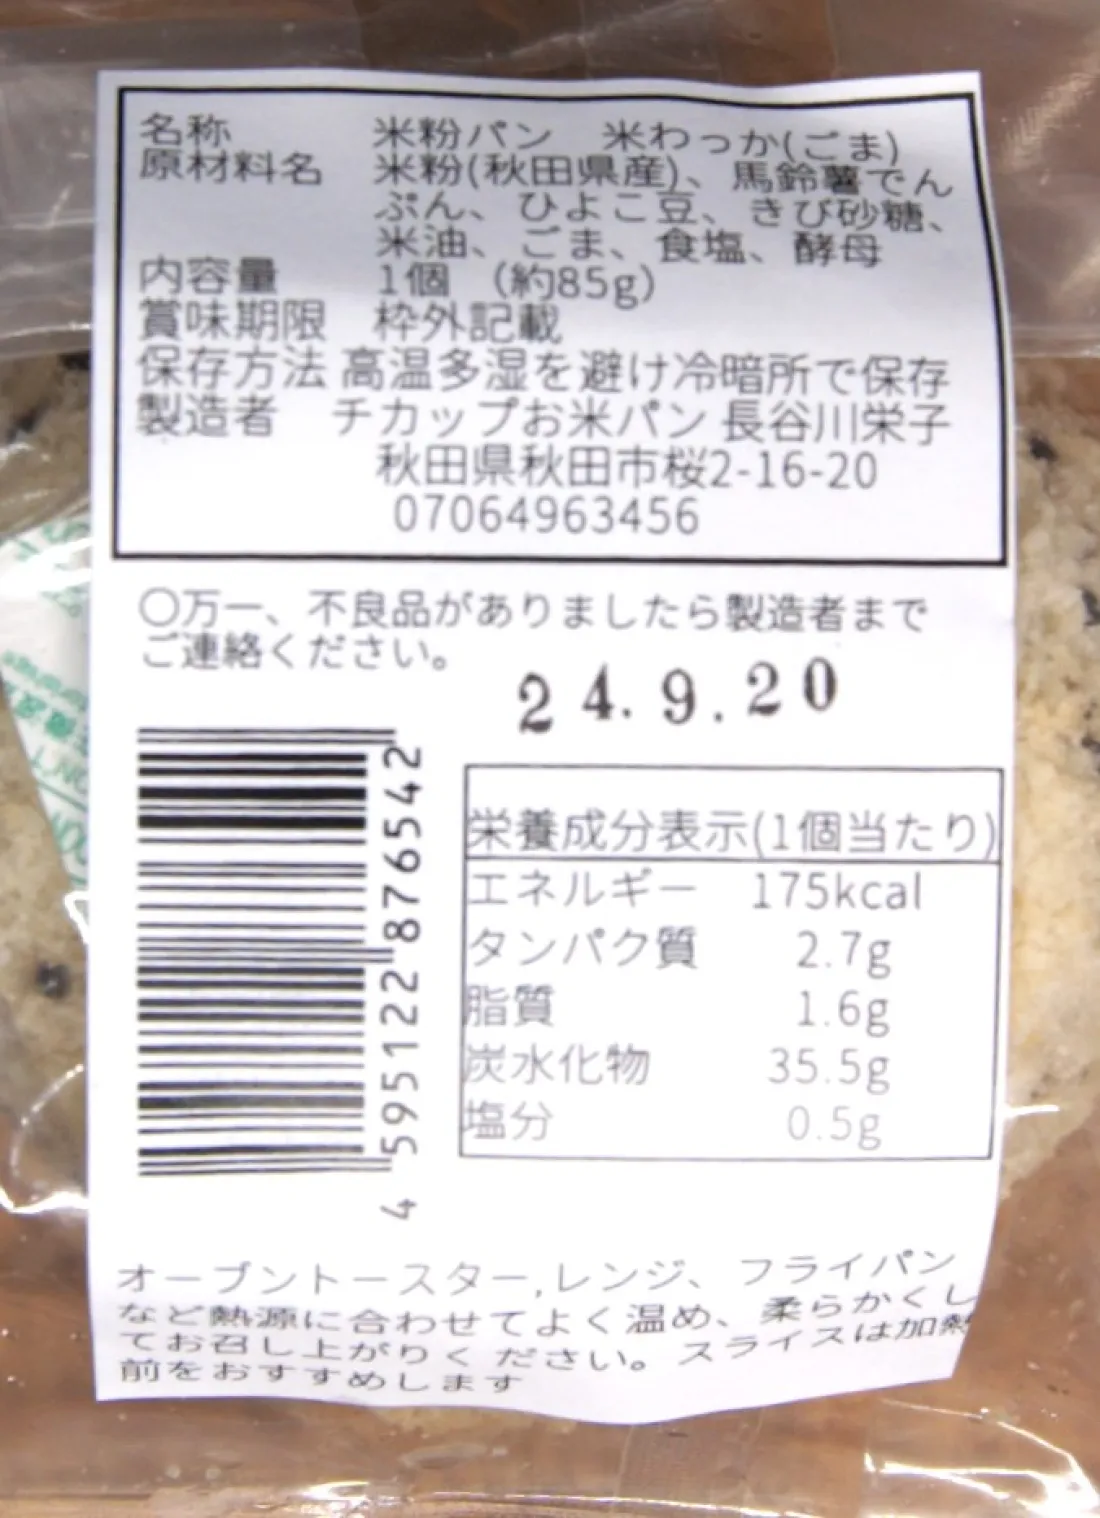 名称 米粉パン 米わっか(ごま)
原材料名 米粉(秋田県産)、馬鈴薯でん
ぷん、ひよこ豆、きび砂糖、
米油、ごま、食塩、酵母
内容量 1個 (約85g)
賞味期限 枠外記載
保存方法 高温多湿を避け冷暗所で保存
製造者 チカップお米パン 長谷川栄子
秋田県秋田市桜2-16-20
07064963456
〇万一、不良品がありましたら製造者まで
ご連絡ください。
24.9.20
4595122876542
栄養成分表示(1個当たり)
エネルギー 175kcal
タンパク質 2.7g
脂質 1.6g
炭水化物 35.5g
塩分 0.5g
オーブントースター,レンジ、フライパン
など熱源に合わせてよく温め、柔らかくし
てお召し上がりください。スライスは加熱
前をおすすめします